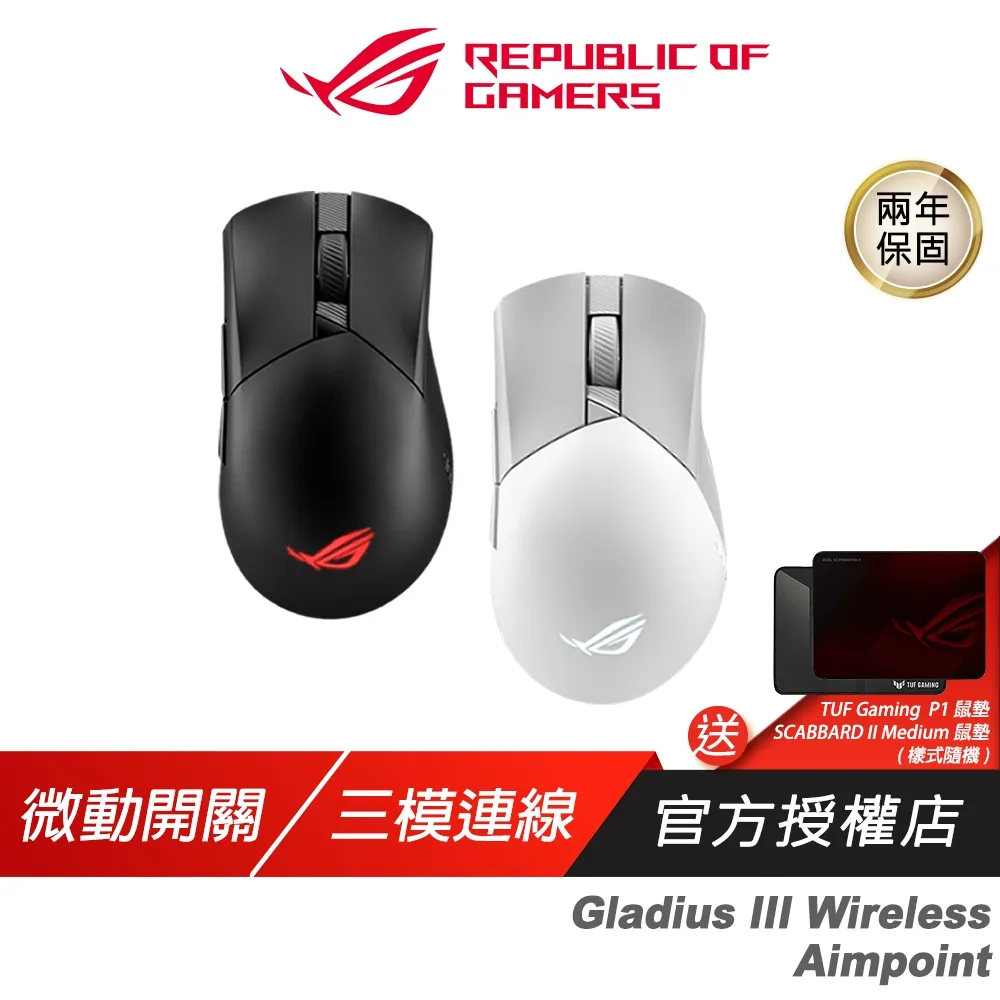 REPUBLIC OF
GAMERS
兩年
保固
TUF GAMING
送
TUF Gaming P1 鼠墊
SCABBARD II Medium 鼠墊
( 樣式隨機 )
微動開關
三模連線
官方授權店
Gladius III Wireless
Aimpoint